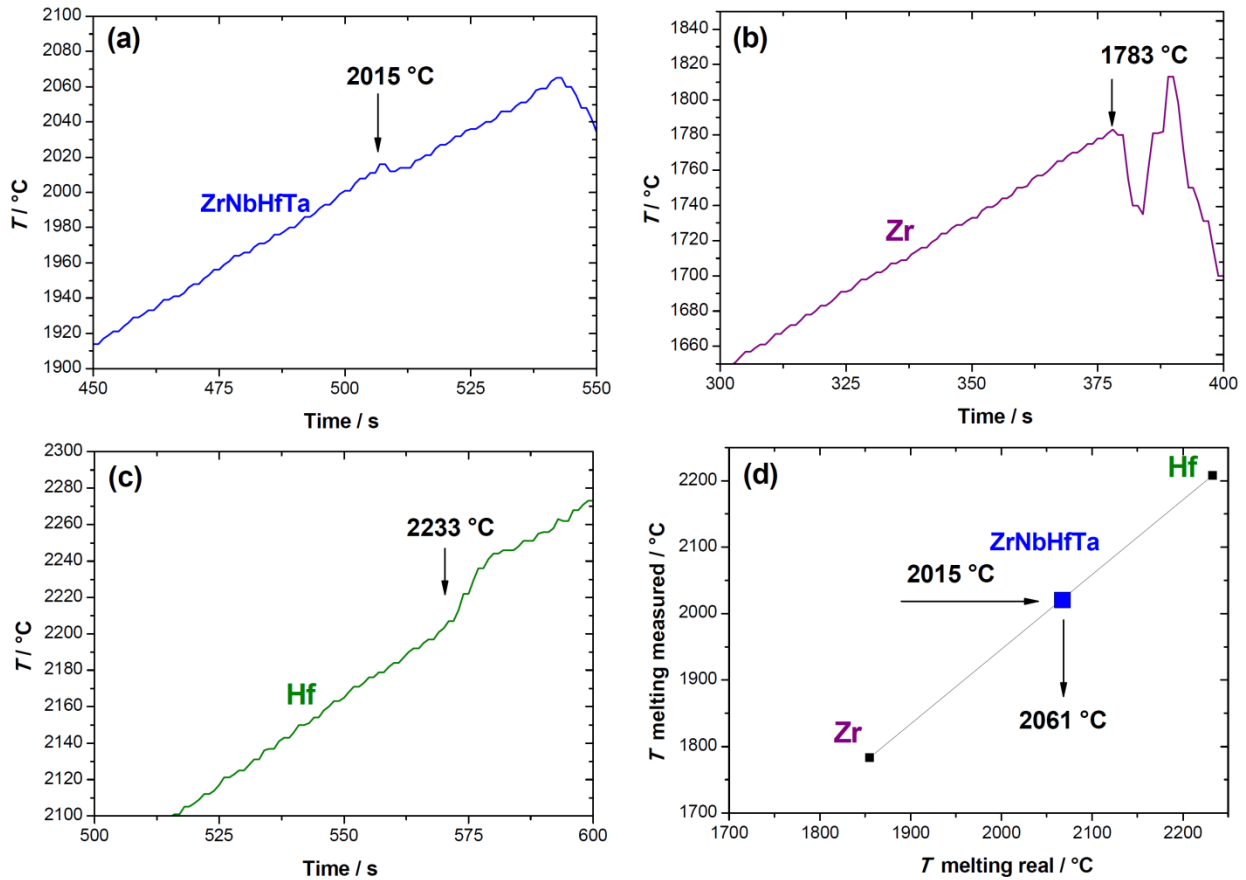 (a)
2100
2080
2060
2040
2020
2000
1980
1960
1940
1920
1900
T / °C
2015 °C
ZrNbHfTa
450 475 500 525 550
Time / s
(b)
1840
1820
1800
1780
1760
1740
1720
1700
1680
1660
T / °C
1783 °C
Zr
300 325 350 375 400
Time / s
(c)
2300
2280
2260
2240
2220
2200
2180
2160
2140
2120
2100
T / °C
2233 °C
Hf
500 525 550 575 600
Time / s
(d)
2200
2100
2000
1900
1800
1700
T melting measured / °C
Hf
ZrNbHfTa
2015 °C
2061 °C
Zr
1700 1800 1900 2000 2100 2200
T melting real / °C